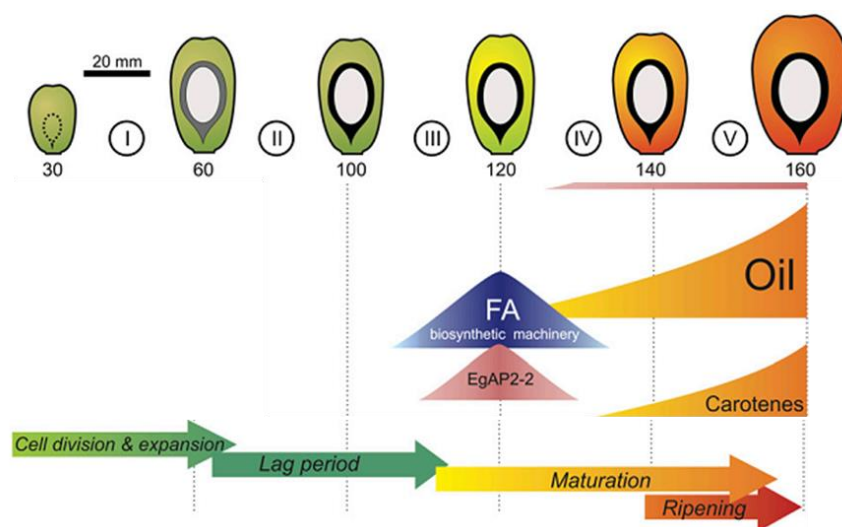 20 mm
I II III IV V
30 60 100 120 140 160
Oil
FA
biosynthetic machinery
EgAP2-2
Carotenes
Cell division & expansion
Lag period
Maturation
Ripening